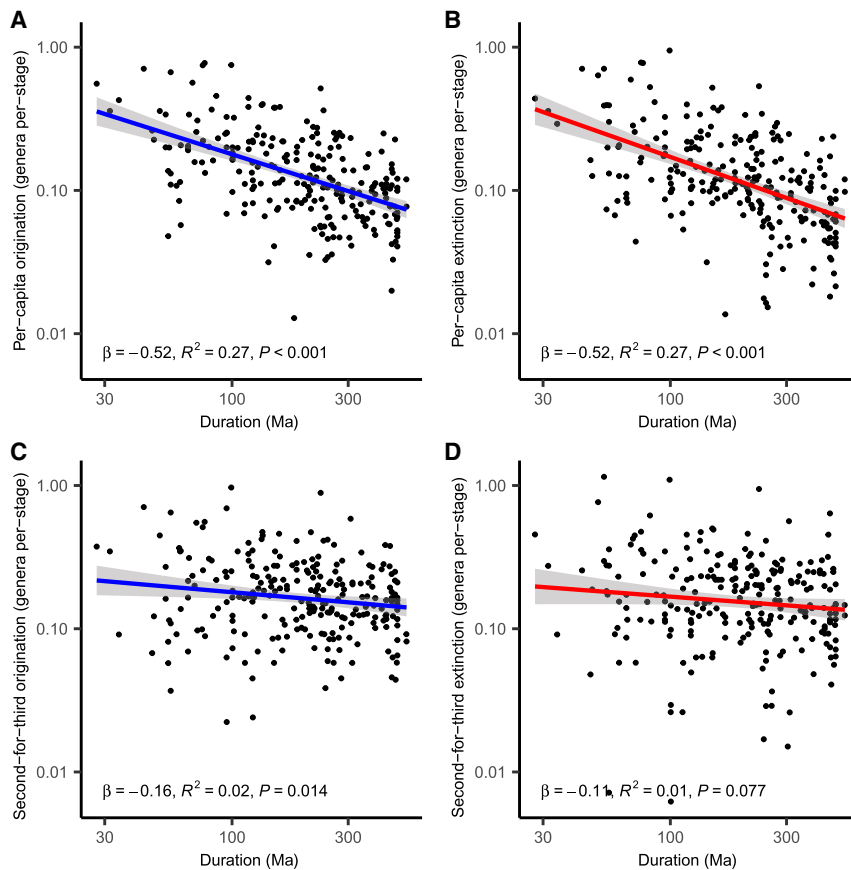 A
Per−capita origination (genera per−stage)
1.00
0.10
0.01
β = −0.52, R² = 0.27, P < 0.001
30 100 300
Duration (Ma)
B
Per−capita extinction (genera per−stage)
1.00
0.10
0.01
β = −0.52, R² = 0.27, P < 0.001
30 100 300
Duration (Ma)
C
Second−for−third origination (genera per−stage)
1.00
0.10
0.01
β = −0.16, R² = 0.02, P = 0.014
30 100 300
Duration (Ma)
D
Second−for−third extinction (genera per−stage)
1.00
0.10
0.01
β = −0.11, R² = 0.01, P = 0.077
30 100 300
Duration (Ma)